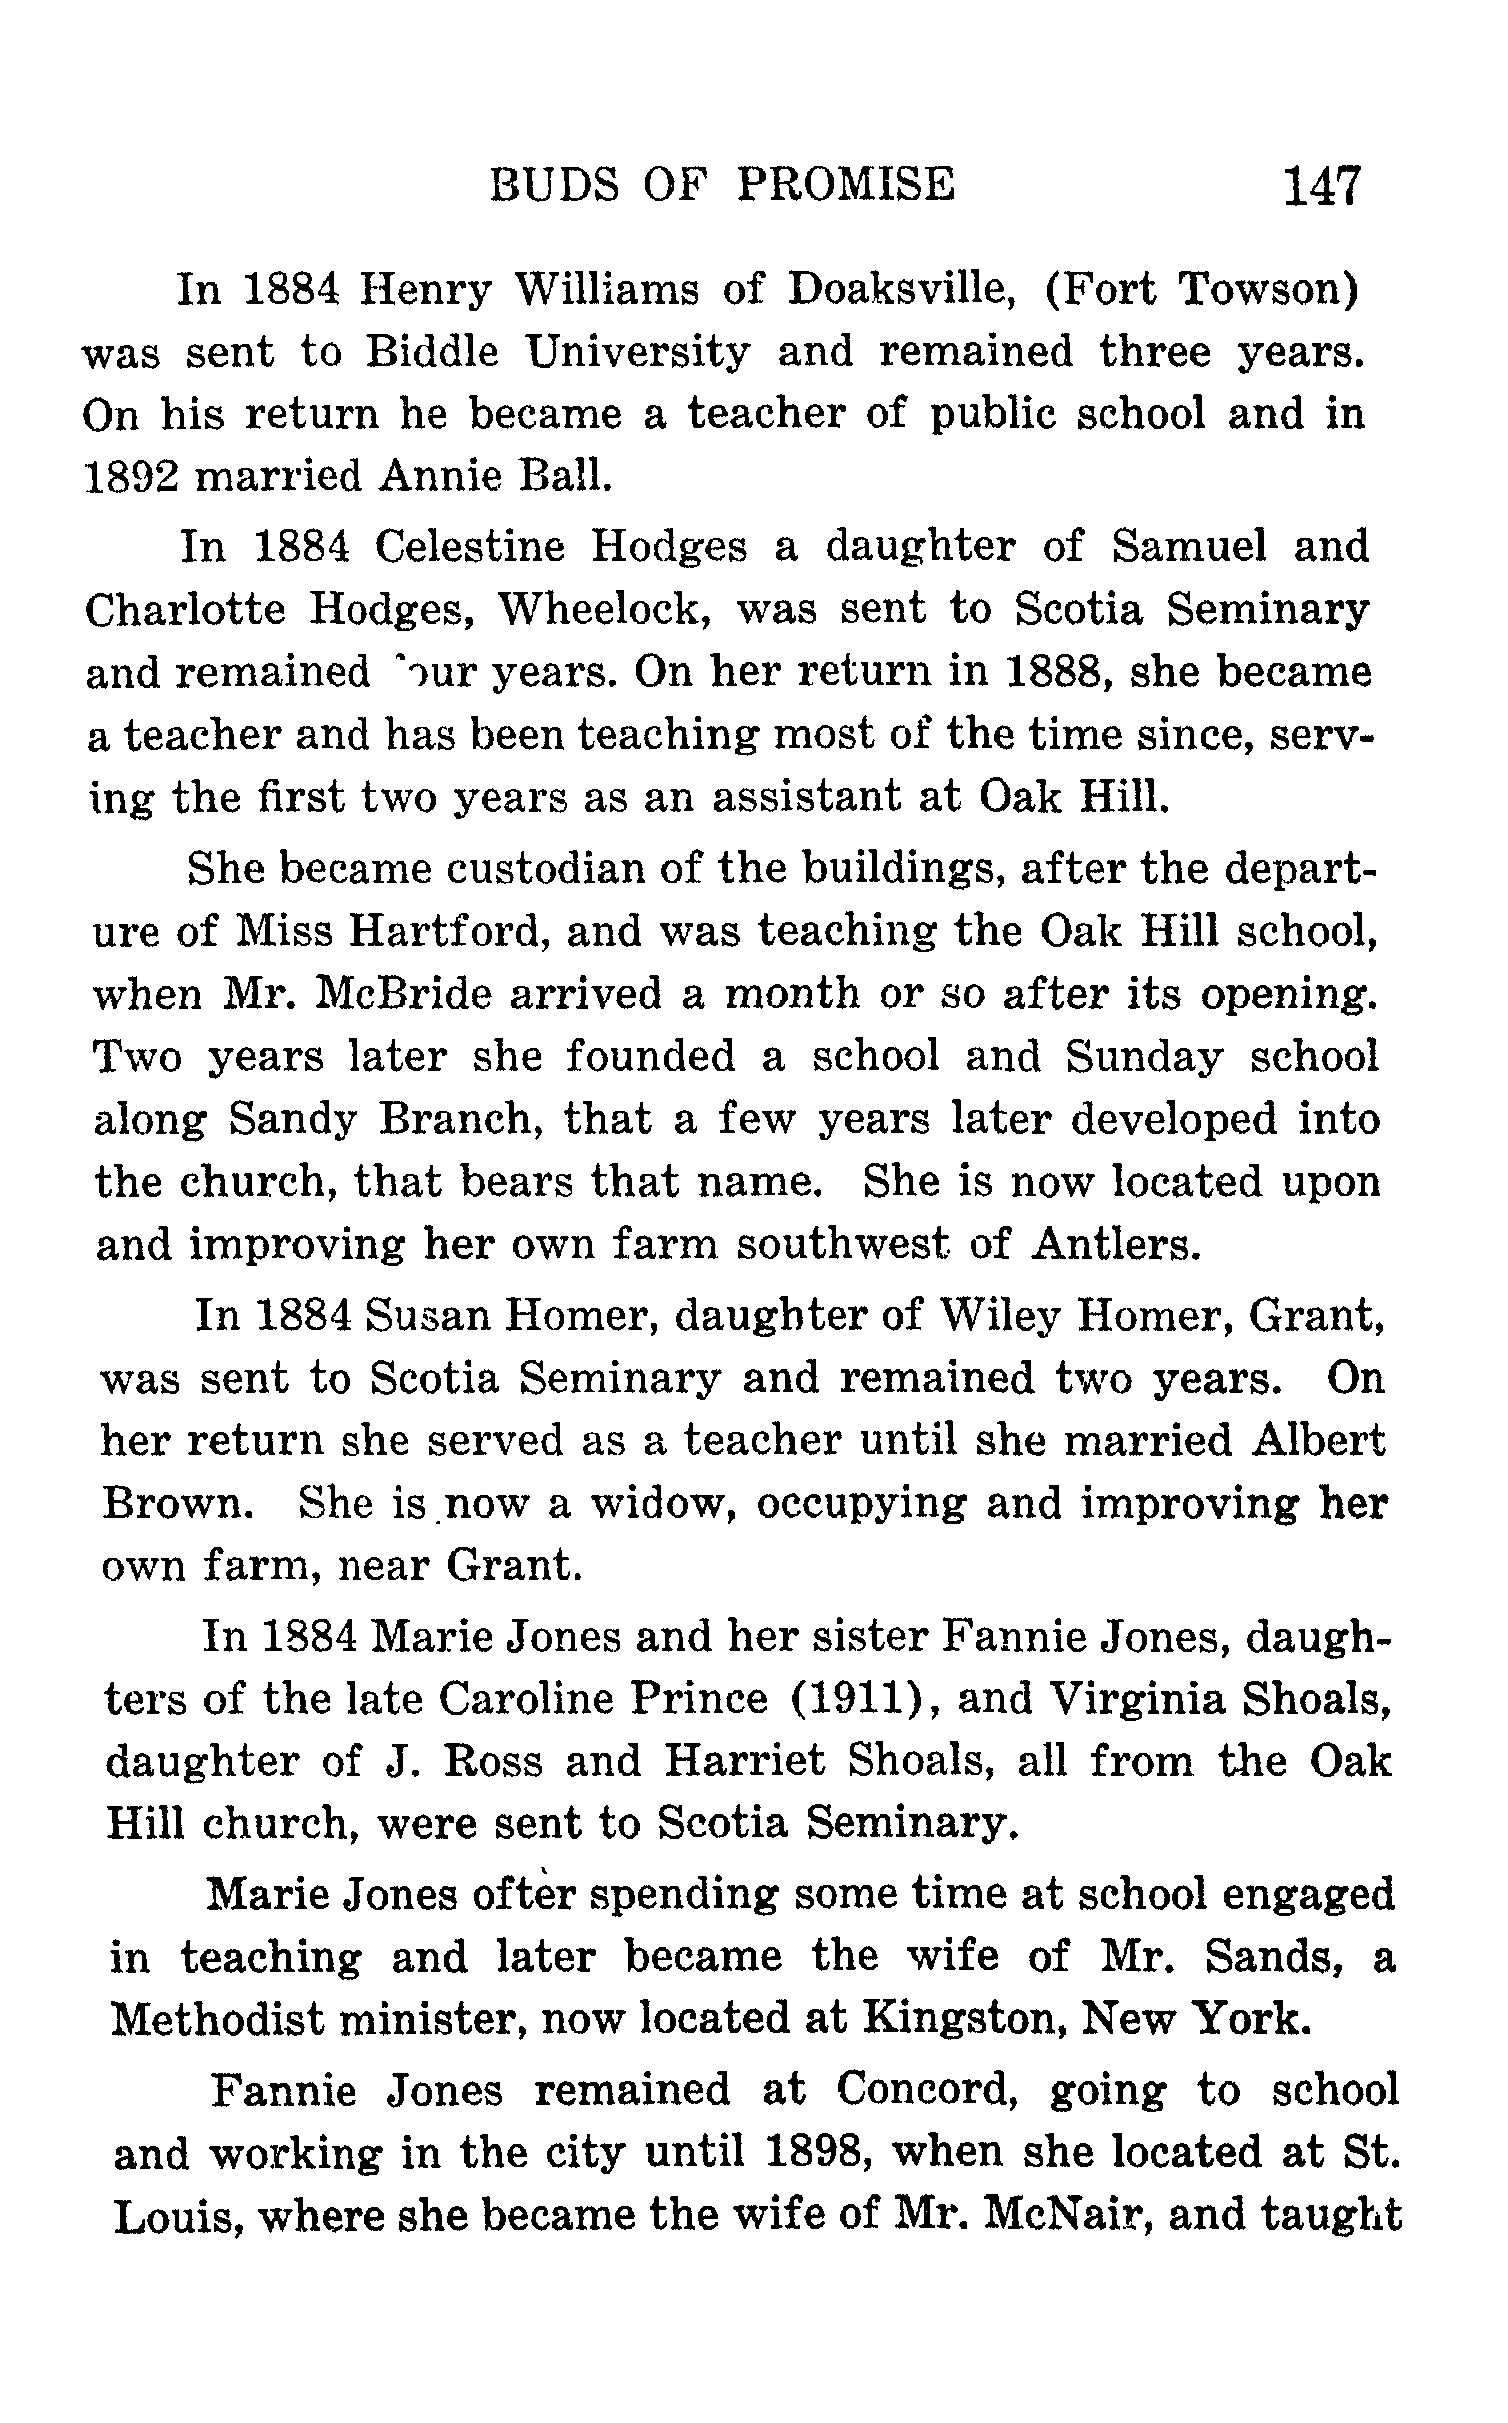 BUDS OF PROMISE 147
In 1884 Henry Williams of Doaksville, (Fort Towson)
was sent to Biddle University and remained three years.
On his return he became a teacher of public school and in
1892 married Annie Ball.
In 1884 Celestine Hodges a daughter of Samuel and
Charlotte Hodges, Wheelock, was sent to Scotia Seminary
and remained four years. On her return in 1888, she became
a teacher and has been teaching most of the time since, serv-
ing the first two years as an assistant at Oak Hill.
She became custodian of the buildings, after the depart-
ure of Miss Hartford, and was teaching the Oak Hill school,
when Mr. McBride arrived a month or so after its opening.
Two years later she founded a school and Sunday school
along Sandy Branch, that a few years later developed into
the church, that bears that name. She is now located upon
and improving her own farm southwest of Antlers.
In 1884 Susan Homer, daughter of Wiley Homer, Grant,
was sent to Scotia Seminary and remained two years. On
her return she served as a teacher until she married Albert
Brown. She is now a widow, occupying and improving her
own farm, near Grant.
In 1884 Marie Jones and her sister Fannie Jones, daugh-
ters of the late Caroline Prince (1911), and Virginia Shoals,
daughter of J. Ross and Harriet Shoals, all from the Oak
Hill church, were sent to Scotia Seminary.
Marie Jones ofter spending some time at school engaged
in teaching and later became the wife of Mr. Sands, a
Methodist minister, now located at Kingston, New York.
Fannie Jones remained at Concord, going to school
and working in the city until 1898, when she located at St.
Louis, where she became the wife of Mr. McNair, and taught